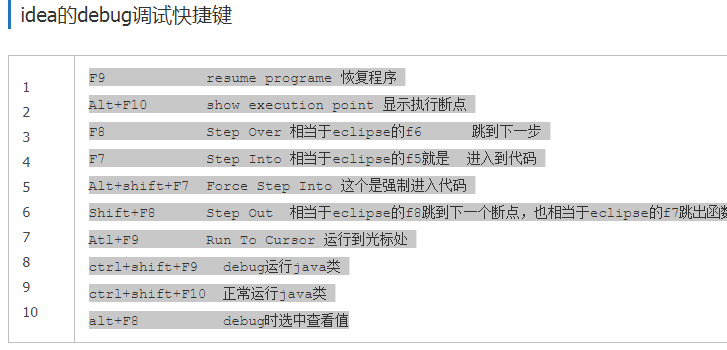 idea的debug调试快捷键
1 F9 resume programe 恢复程序
2 Alt+F10 show execution point 显示执行断点
3 F8 Step Over 相当于eclipse的f6 跳到下一步
4 F7 Step Into 相当于eclipse的f5就是 进入到代码
5 Alt+shift+F7 Force Step Into 这个是强制进入代码
6 Shift+F8 Step Out 相当于eclipse的f8跳到下一个断点，也相当于eclipse的f7跳出函数
7 Atl+F9 Run To Cursor 运行到光标处
8 ctrl+shift+F9 debug运行java类
9 ctrl+shift+F10 正常运行java类
10 alt+F8 debug时选中查看值